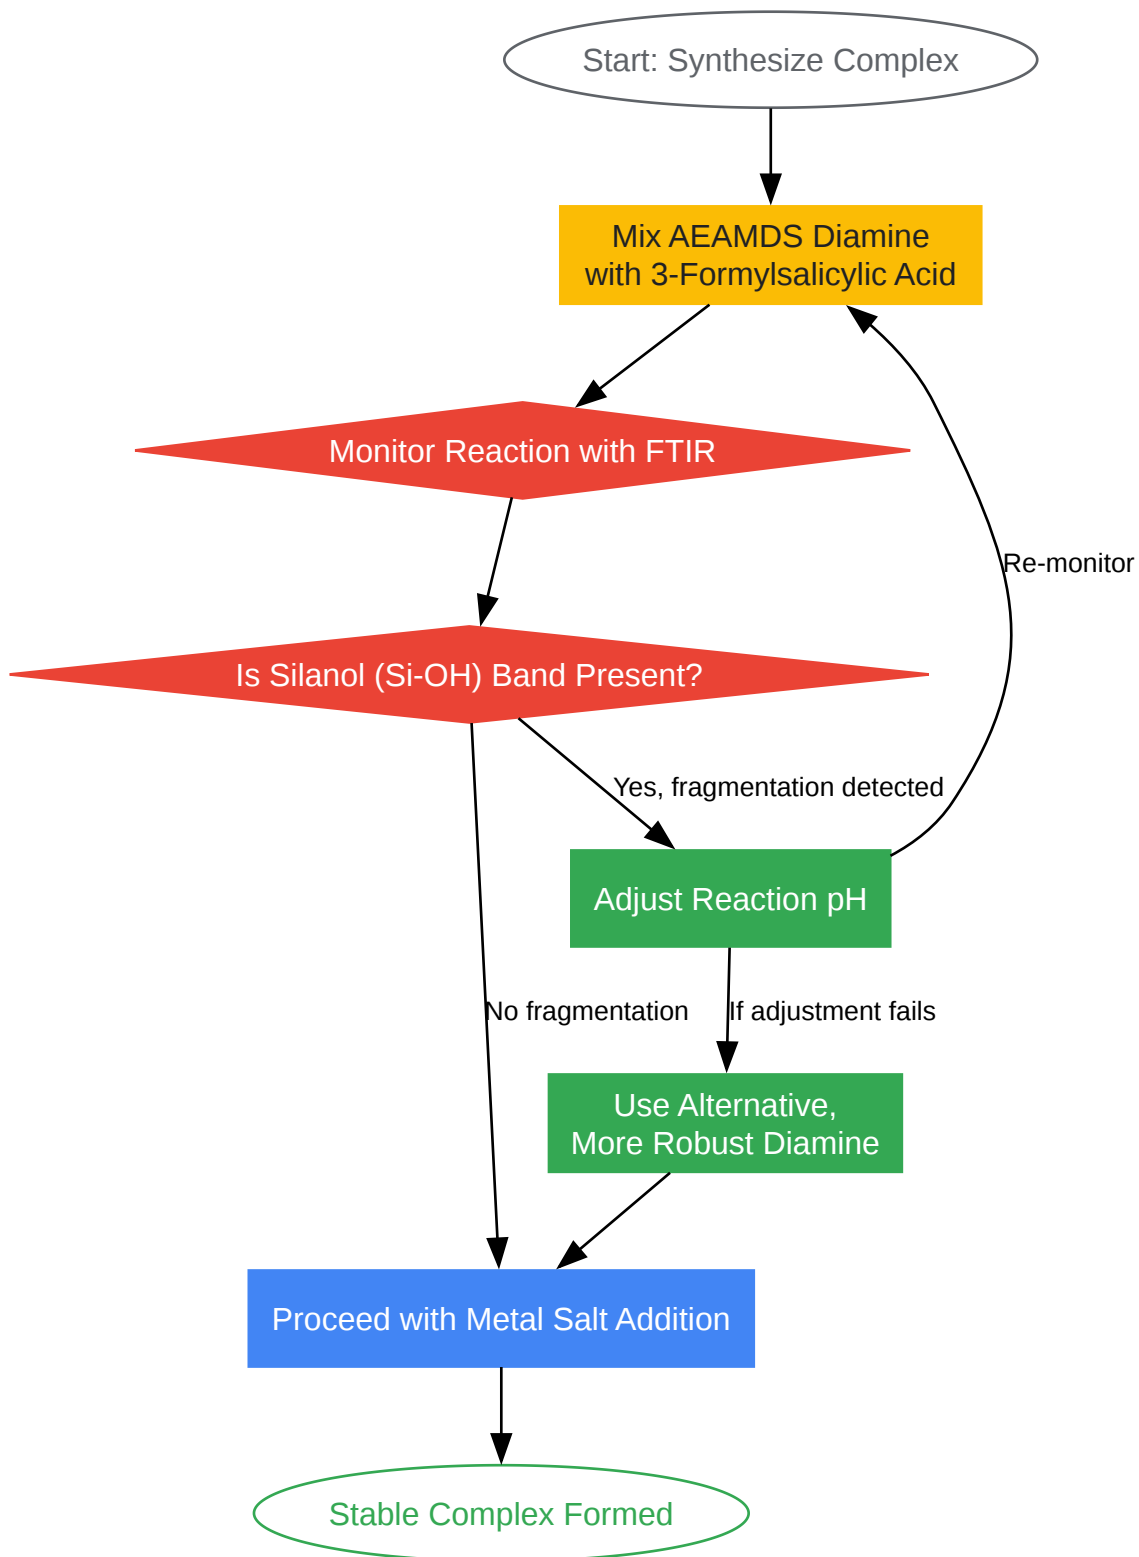 Start: Synthesize Complex
Mix AEAMDS Diamine
with 3-Formylsalicylic Acid
Monitor Reaction with FTIR
Re-monitor
Is Silanol (Si-OH) Band Present?
Yes, fragmentation detected
Adjust Reaction pH
No fragmentation
If adjustment fails
Use Alternative,
More Robust Diamine
Proceed with Metal Salt Addition
Stable Complex Formed